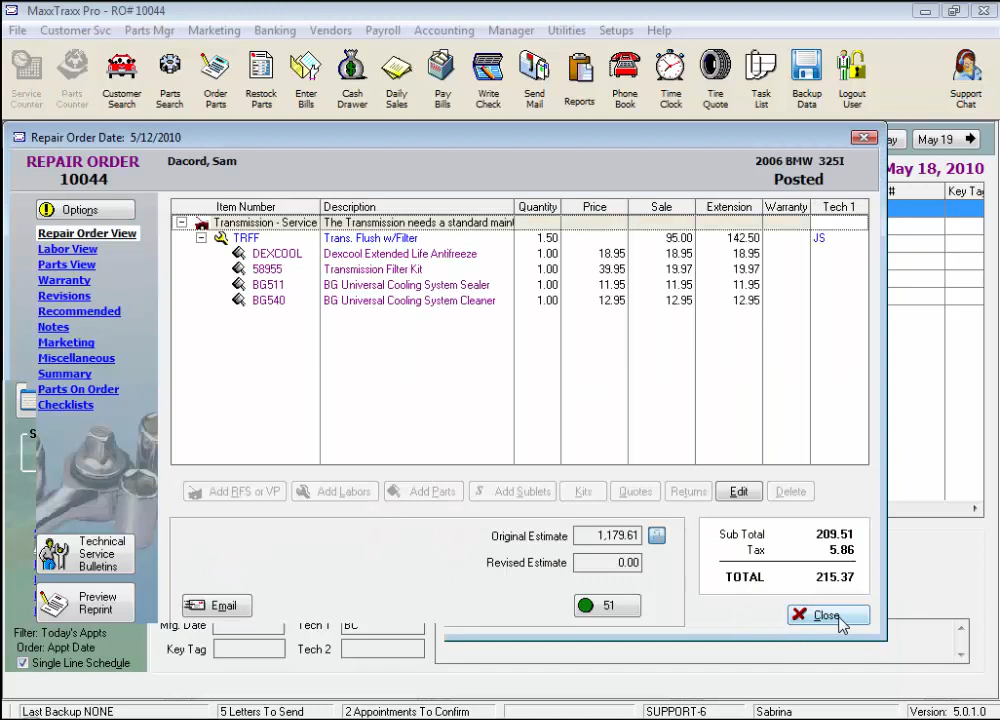 MaxxTraxx Pro - RO# 10044
File Customer Svc Parts Mgr Marketing Banking Vendors Payroll Accounting Manager Utilities Setups Help
Service Counter
Parts Counter
Customer Search
Parts Search
Order Parts
Restock Parts
Enter Bills
Cash Drawer
Daily Sales
Pay Bills
Write Check
Send Mail
Reports
Phone Book
Time Clock
Tire Quote
Task List
Backup Data
Logout User
Support Chat
Repair Order Date: 5/12/2010
ay May 19
REPAIR ORDER Dacord, Sam 2006 BMW 325I
10044 Posted
May 18, 2010
# Key Tag
Options
Repair Order View
Labor View
Parts View
Warranty
Revisions
Recommended
Notes
Marketing
Miscellaneous
Summary
Parts On Order
Checklists
Item Number Description Quantity Price Sale Extension Warranty Tech 1
Transmission - Service The Transmission needs a standard maint
TRFF Trans. Flush w/Filter 1.50 95.00 142.50 JS
DEXCOOL Dexcool Extended Life Antifreeze 1.00 18.95 18.95 18.95
58955 Transmission Filter Kit 1.00 39.95 19.97 19.97
BG511 BG Universal Cooling System Sealer 1.00 11.95 11.95 11.95
BG540 BG Universal Cooling System Cleaner 1.00 12.95 12.95 12.95
S
Add RFS or VP Add Labors Add Parts $ Add Sublets Kits Quotes Returns Edit Delete
Technical Service Bulletins
Preview Reprint
Original Estimate 1,179.61
Revised Estimate 0.00
Sub Total 209.51
Tax 5.86
TOTAL 215.37
Email 51 Close
Filter: Today's Appts
Order: Appt Date
Single Line Schedule
Mfg. Date Tech 1 BC
Key Tag Tech 2
Last Backup NONE 5 Letters To Send 2 Appointments To Confirm SUPPORT-6 Sabrina Version: 5.0.1.0